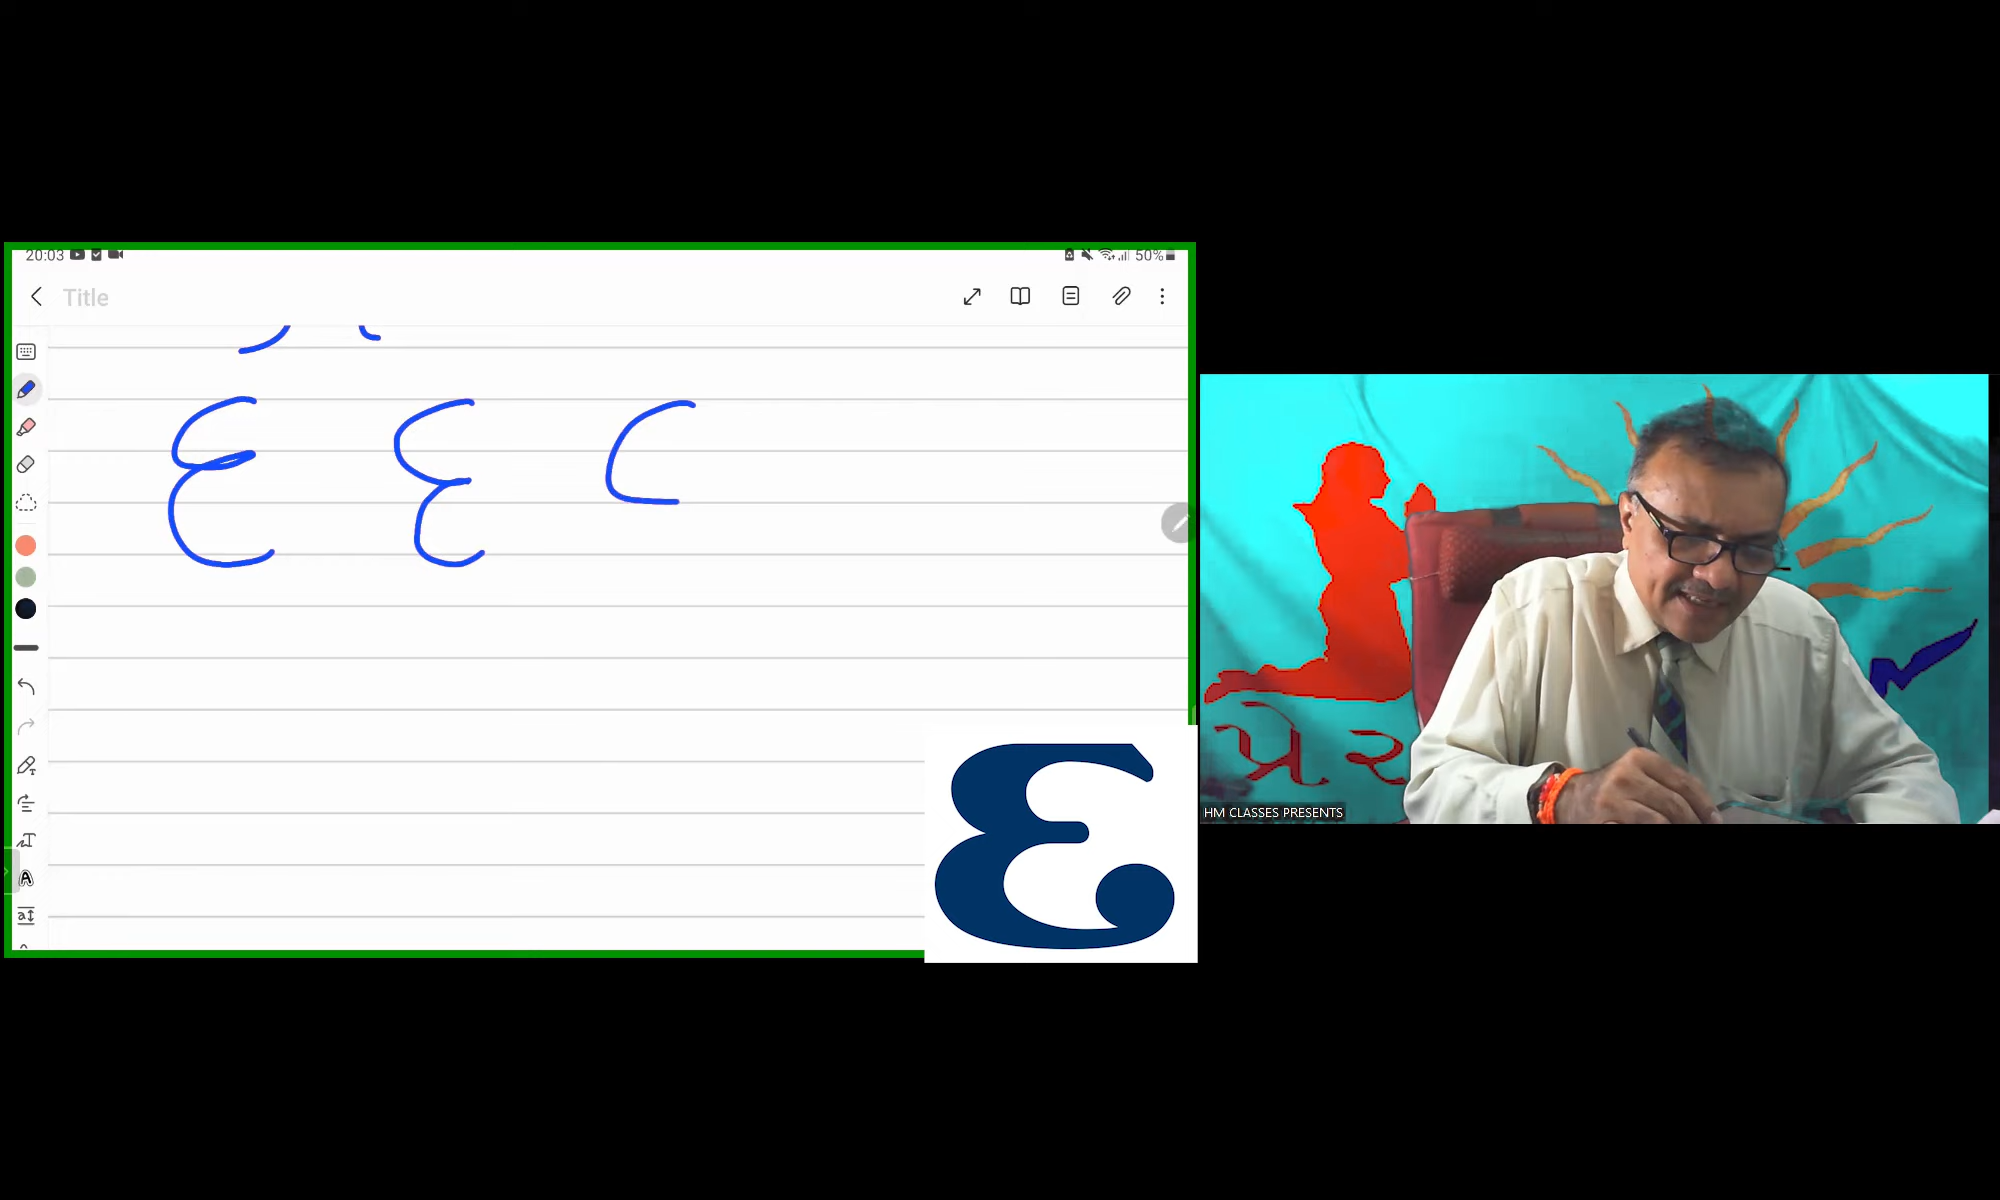 20:03
50%
Title
ع ع
ε
પ્રેર
HM CLASSES PRESENTS